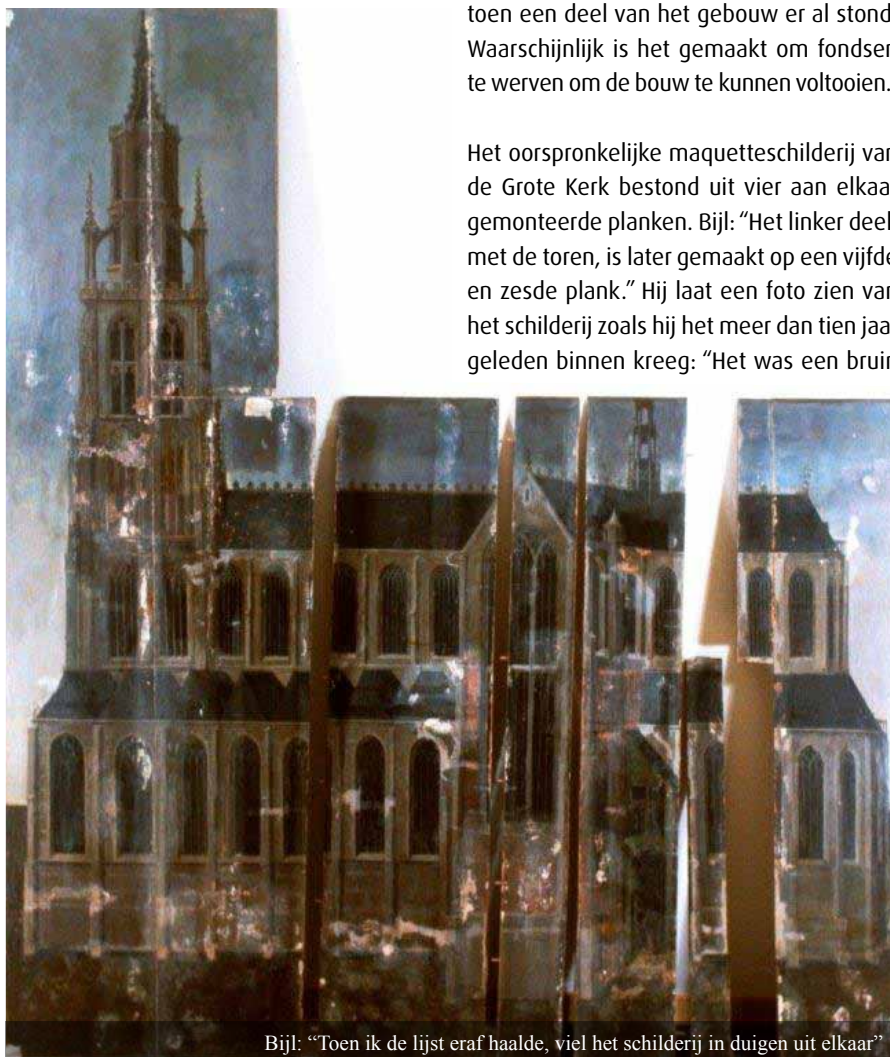 toen een deel van het gebouw er al stond
Waarschijnlijk is het gemaakt om fondsen
te werven om de bouw te kunnen voltooien.
Het oorspronkelijke maquetteschilderij van
de Grote Kerk bestond uit vier aan elkaar
gemonteerde planken. Bijl: “Het linker deel
met de toren, is later gemaakt op een vijfde
en zesde plank.” Hij laat een foto zien van
het schilderij zoals hij het meer dan tien jaar
geleden binnen kreeg: “Het was een bruin
Bijl: “Toen ik de lijst eraf haalde, viel het schilderij in duigen uit elkaar”